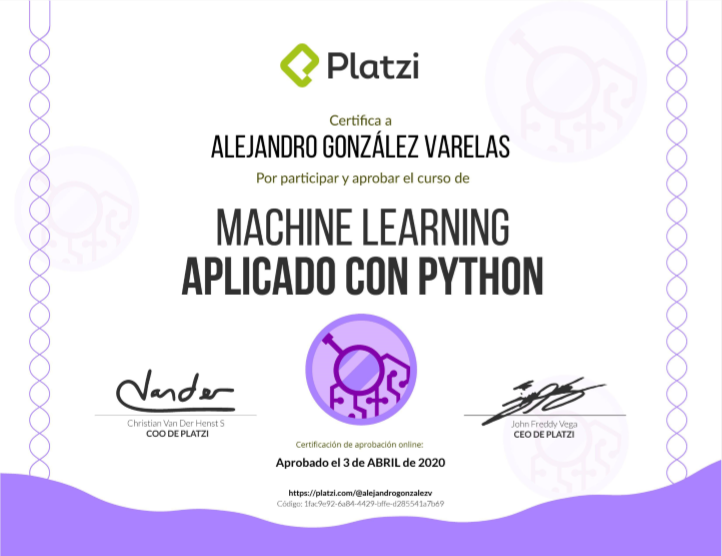 Platzi
Certifica a
ALEJANDRO GONZÁLEZ VARELAS
Por participar y aprobar el curso de
MACHINE LEARNING
APLICADO CON PYTHON
Vander
Christian Van Der Henst S
COO DE PLATZI
John Freddy Vega
CEO DE PLATZI
Certificación de aprobación online:
Aprobado el 3 de ABRIL de 2020
https://platzi.com/@alejandrogonzalezv
Código: 1fac9e92-6a84-4429-bffe-d285541a7b69